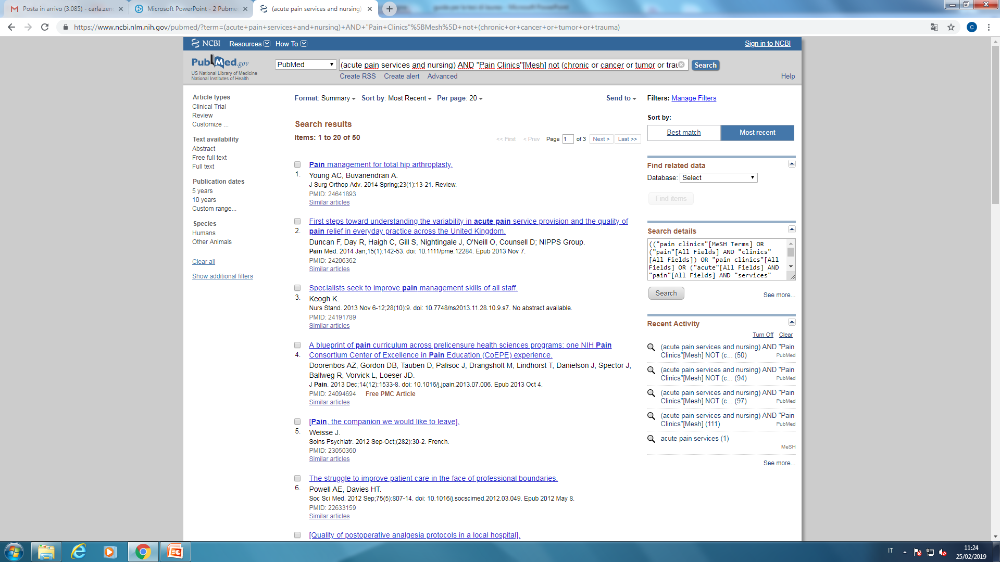 Posta in arrivo (3.085) - carla.zen
Microsoft PowerPoint - 2 Pubme
(acute pain services and nursing)
https://www.ncbi.nlm.nih.gov/pubmed/?term=(acute+pain+services+and+nursing)+AND+"Pain+Clinics"%5BMesh%5D+not+(chronic+or+cancer+or+tumor+or+trauma)
C
NCBI Resources How To Sign in to NCBI
PubMed.gov
US National Library of Medicine
National Institutes of Health
PubMed
(acute pain services and nursing) AND "Pain Clinics"[Mesh] not (chronic or cancer or tumor or trau
Search
Create RSS Create alert Advanced Help
Article types
Clinical Trial
Review
Customize ...
Text availability
Abstract
Free full text
Full text
Publication dates
5 years
10 years
Custom range...
Species
Humans
Other Animals
Clear all
Show additional filters
Format: Summary Sort by: Most Recent Per page: 20 Send to
Search results
Items: 1 to 20 of 50
<< First < Prev Page 1 of 3 Next > Last >>
Pain management for total hip arthroplasty.
1. Young AC, Buvanendran A.
J Surg Orthop Adv. 2014 Spring;23(1):13-21. Review.
PMID: 24641893
Similar articles
First steps toward understanding the variability in acute pain service provision and the quality of
2. pain relief in everyday practice across the United Kingdom.
Duncan F, Day R, Haigh C, Gill S, Nightingale J, O'Neill O, Counsell D; NIPPS Group.
Pain Med. 2014 Jan;15(1):142-53. doi: 10.1111/pme.12284. Epub 2013 Nov 7.
PMID: 24206362
Similar articles
Specialists seek to improve pain management skills of all staff.
3. Keogh K.
Nurs Stand. 2013 Nov 6-12;28(10):9. doi: 10.7748/ns2013.11.28.10.9.s7. No abstract available.
PMID: 24191789
Similar articles
A blueprint of pain curriculum across prelicensure health sciences programs: one NIH Pain
4. Consortium Center of Excellence in Pain Education (CoEPE) experience.
Doorenbos AZ, Gordon DB, Tauben D, Palisoc J, Drangsholt M, Lindhorst T, Danielson J, Spector J,
Ballweg R, Vorvick L, Loeser JD.
J Pain. 2013 Dec;14(12):1533-8. doi: 10.1016/j.jpain.2013.07.006. Epub 2013 Oct 4.
PMID: 24094694 Free PMC Article
Similar articles
[Pain, the companion we would like to leave].
5. Weisse J.
Soins Psychiatr. 2012 Sep-Oct;(282):30-2. French.
PMID: 23050360
Similar articles
The struggle to improve patient care in the face of professional boundaries.
6. Powell AE, Davies HT.
Soc Sci Med. 2012 Sep;75(5):807-14. doi: 10.1016/j.socscimed.2012.03.049. Epub 2012 May 8.
PMID: 22633159
Similar articles
[Quality of postoperative analgesia protocols in a local hospital].
Filters: Manage Filters
Sort by:
Best match Most recent
Find related data
Database: Select
Find items
Search details
(("pain clinics"[MeSH Terms] OR
("pain"[All Fields] AND "clinics"
[All Fields]) OR "pain clinics"[All
Fields] OR ("acute"[All Fields] AND
"pain"[All Fields] AND "services"
Search See more...
Recent Activity
Turn Off Clear
(acute pain services and nursing) AND "Pain
Clinics"[Mesh] NOT (c... (50) PubMed
(acute pain services and nursing) AND "Pain
Clinics"[Mesh] NOT (c... (94) PubMed
(acute pain services and nursing) AND "Pain
Clinics"[Mesh] NOT (c... (97) PubMed
(acute pain services and nursing) AND "Pain
Clinics"[Mesh] (111) PubMed
acute pain services (1)
MeSH
See more...
IT
11:24
25/02/2019